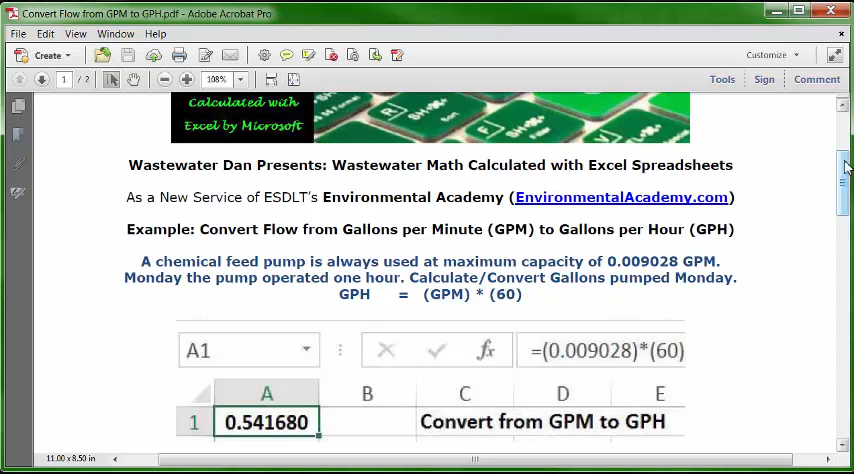 Convert Flow from GPM to GPH.pdf - Adobe Acrobat Pro
File Edit View Window Help
Create Customize
1 / 2 108% Tools Sign Comment
Calculated with
Excel by Microsoft
Wastewater Dan Presents: Wastewater Math Calculated with Excel Spreadsheets
As a New Service of ESDLT's Environmental Academy (EnvironmentalAcademy.com)
Example: Convert Flow from Gallons per Minute (GPM) to Gallons per Hour (GPH)
A chemical feed pump is always used at maximum capacity of 0.009028 GPM.
Monday the pump operated one hour. Calculate/Convert Gallons pumped Monday.
GPH = (GPM) * (60)
A1 fx =(0.009028)*(60)
A B C D E
1 0.541680 Convert from GPM to GPH
11.00 x 8.50 in